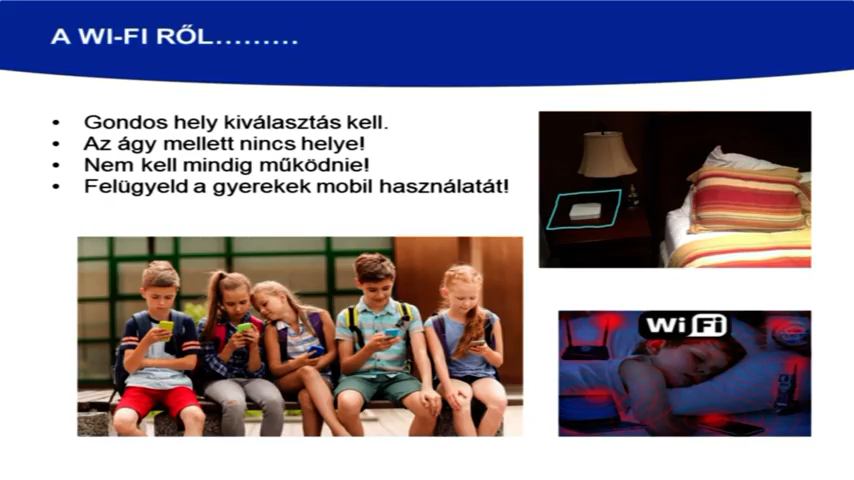 A WI-FI RŐL.........
• Gondos hely kiválasztás kell.
• Az ágy mellett nincs helye!
• Nem kell mindig működnie!
• Felügyeld a gyerekek mobil használatát!
Wi Fi